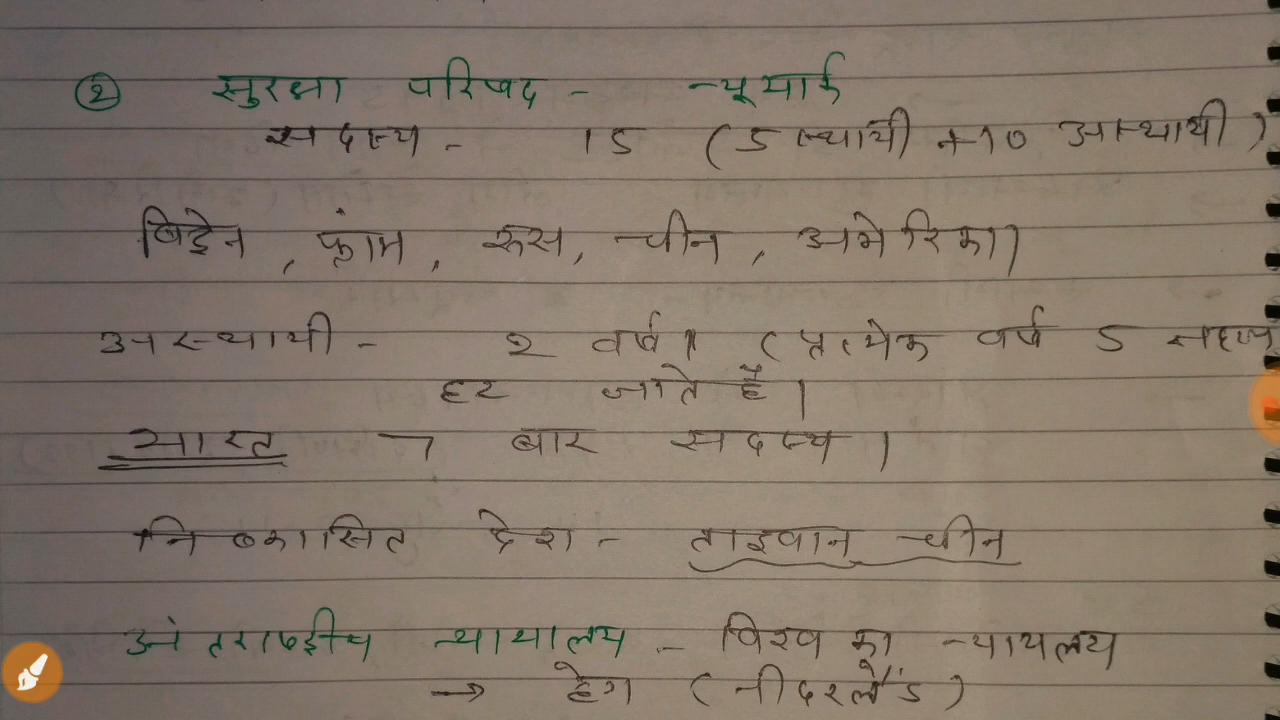 ② सुरक्षा परिषद - न्यूयार्क
सदस्य - 15 (5 स्थायी +10 अस्थायी)
ब्रिटेन, फ्रांस, रूस, चीन, अमेरिका।
अस्थायी - 2 वर्ष। (प्रत्येक वर्ष 5 सदस्य
हट जाते है।
भारत 7 बार सदस्य।
निष्कासित देश - ताइवान चीन
अंतराष्ट्रीय न्यायालय - विश्व का न्यायलय
→ हेग (नीदरलैंड)